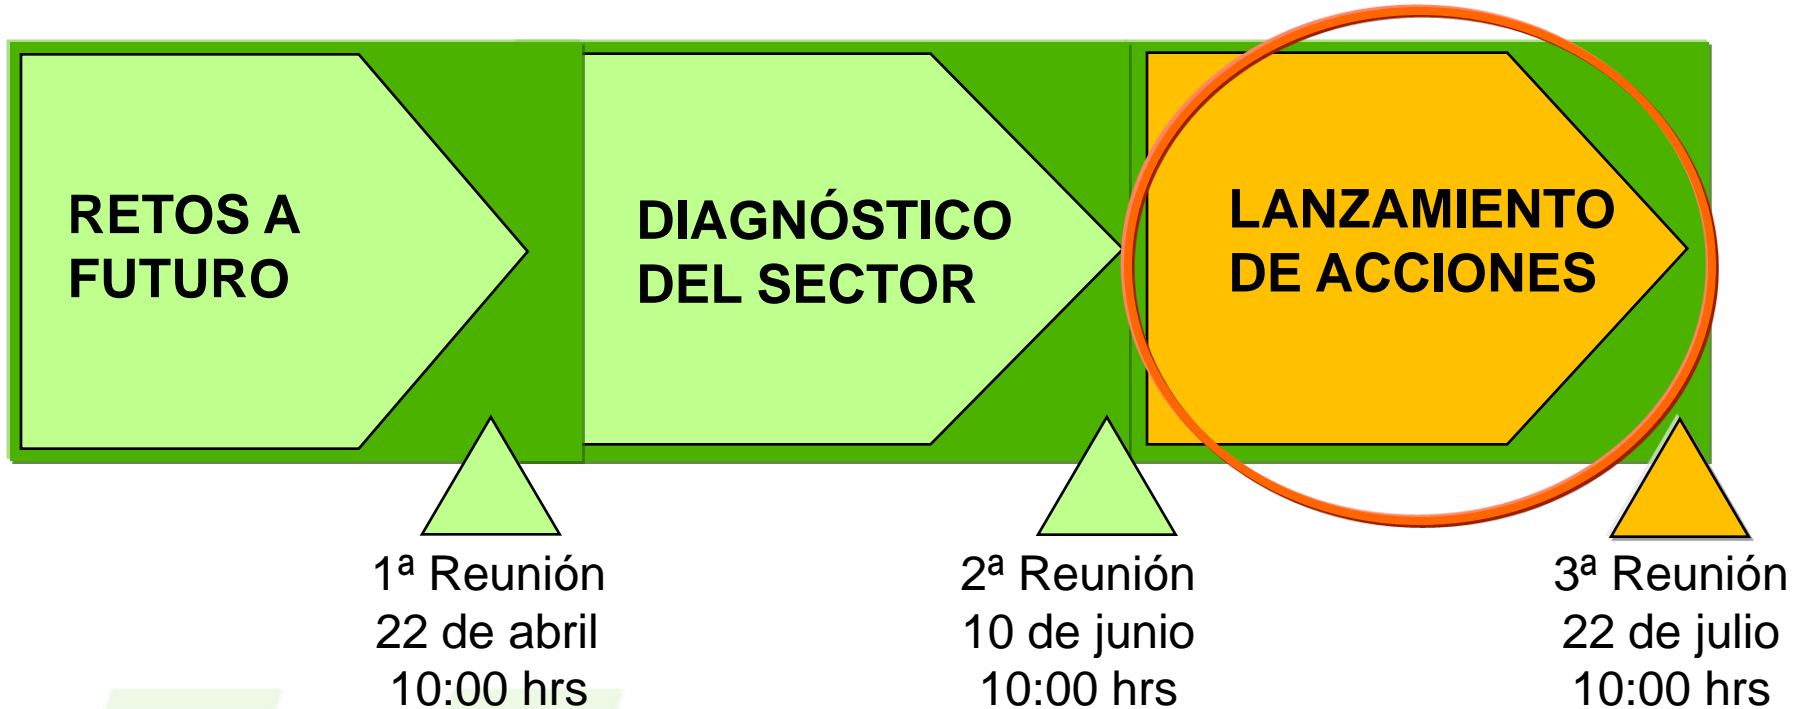 RETOS A
FUTURO
DIAGNÓSTICO
DEL SECTOR
LANZAMIENTO
DE ACCIONES
1ª Reunión
22 de abril
10:00 hrs
2ª Reunión
10 de junio
10:00 hrs
3ª Reunión
22 de julio
10:00 hrs